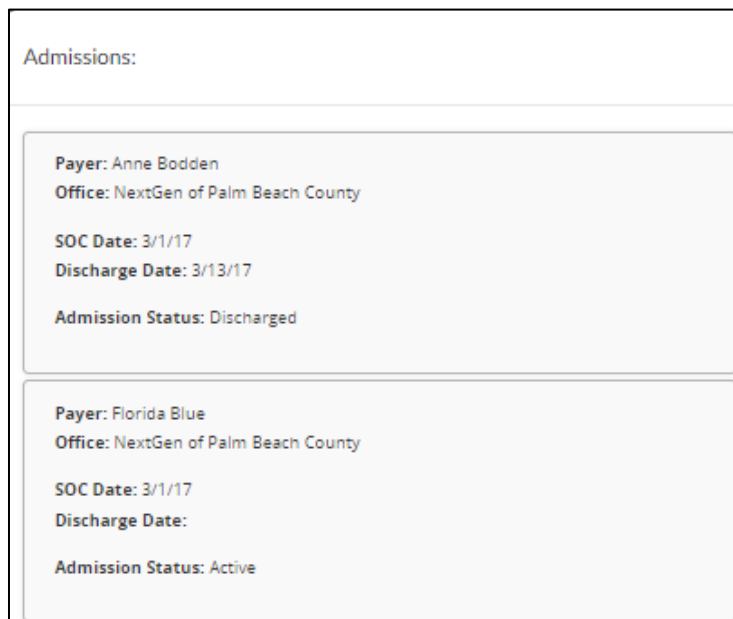 Admissions:
Payer: Anne Bodden
Office: NextGen of Palm Beach County
SOC Date: 3/1/17
Discharge Date: 3/13/17
Admission Status: Discharged
Payer: Florida Blue
Office: NextGen of Palm Beach County
SOC Date: 3/1/17
Discharge Date:
Admission Status: Active